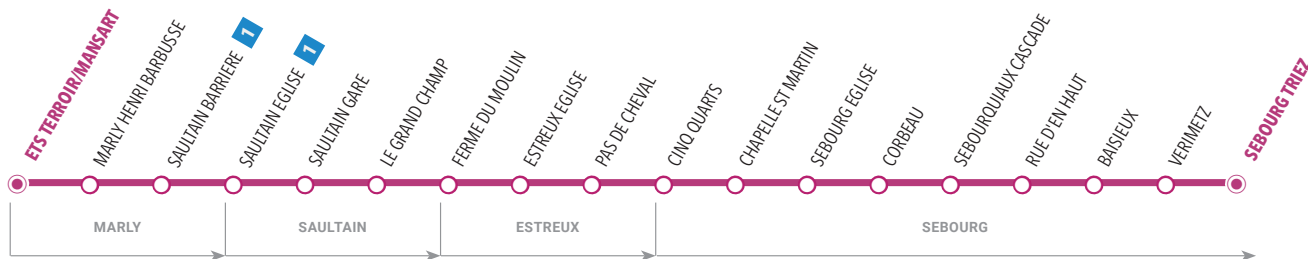 ETS TERROIR/MANSART
MARLY HENRI BARBUSSE
SAULTAIN BARRIERE 1
SAULTAIN EGLISE 1
SAULTAIN GARE
LE GRAND CHAMP
FERME DU MOULIN
ESTREUX EGLISE
PAS DE CHEVAL
CINQ QUARTS
CHAPELLE ST MARTIN
SEBOURG EGLISE
CORBEAU
SEBOURQUIAUX CASCADE
RUE D'EN HAUT
BAISIEUX
VERIMETZ
SEBOURG TRIEZ
MARLY
SAULTAIN
ESTREUX
SEBOURG